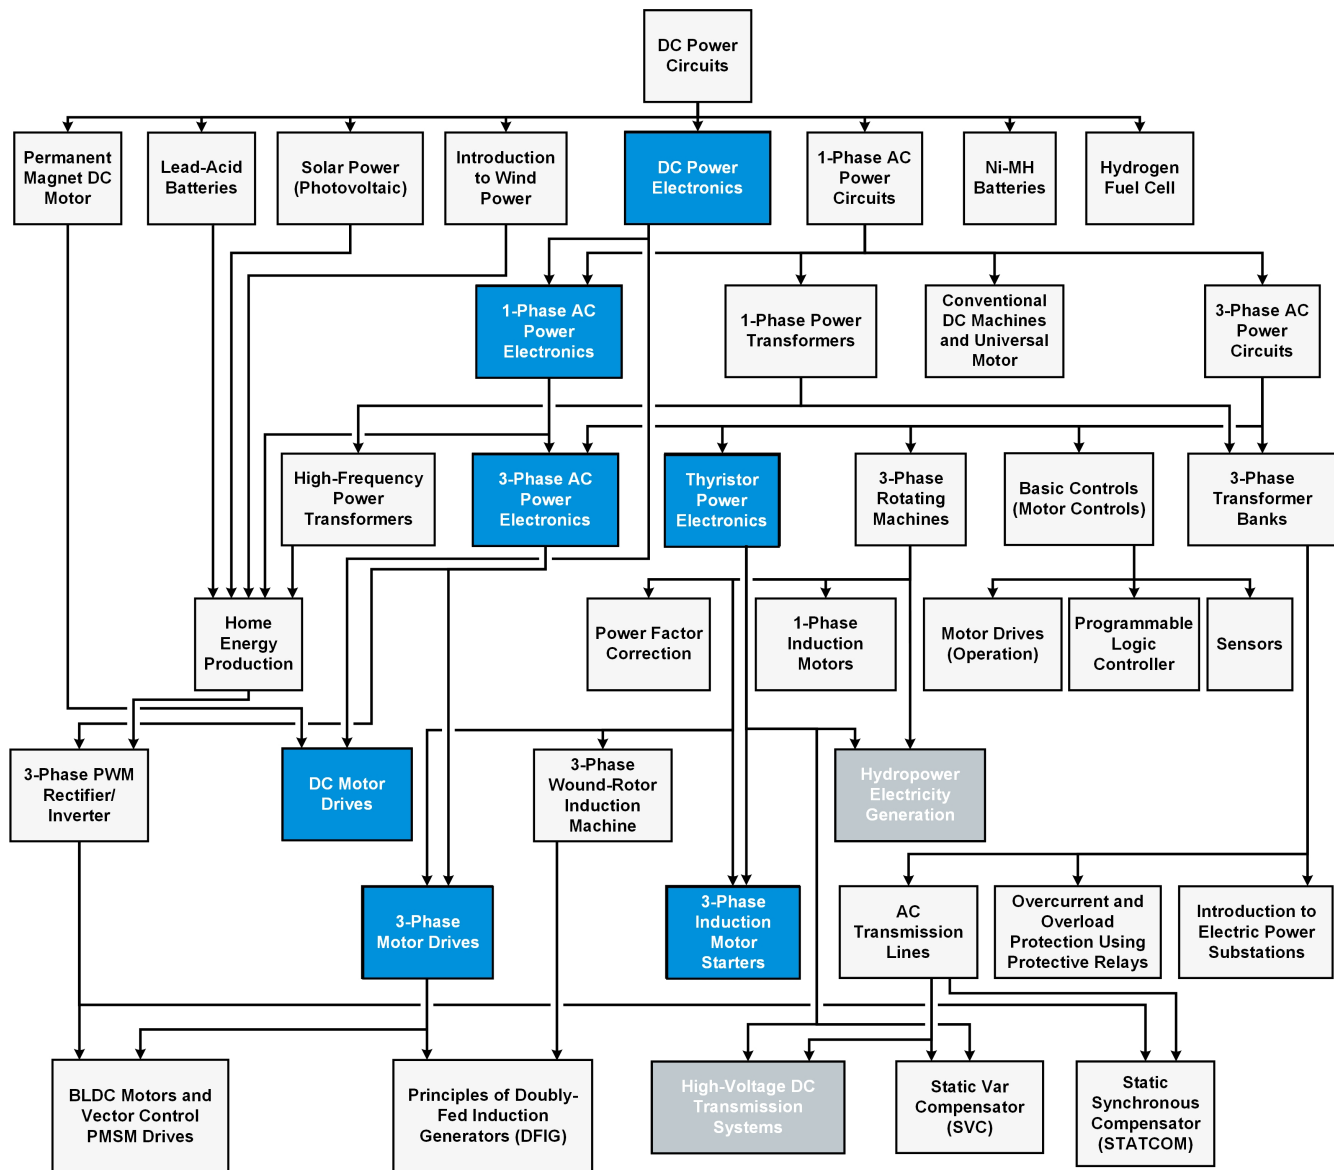 DC Power
Circuits
Permanent
Magnet DC
Motor
Lead-Acid
Batteries
Solar Power
(Photovoltaic)
Introduction
to Wind
Power
DC Power
Electronics
1-Phase AC
Power
Circuits
Ni-MH
Batteries
Hydrogen
Fuel Cell
1-Phase AC
Power
Electronics
1-Phase Power
Transformers
Conventional
DC Machines
and Universal
Motor
3-Phase AC
Power
Circuits
High-Frequency
Power
Transformers
3-Phase AC
Power
Electronics
Thyristor
Power
Electronics
3-Phase
Rotating
Machines
Basic Controls
(Motor Controls)
3-Phase
Transformer
Banks
Home
Energy
Production
Power Factor
Correction
1-Phase
Induction
Motors
Motor Drives
(Operation)
Programmable
Logic
Controller
Sensors
3-Phase PWM
Rectifier/
Inverter
DC Motor
Drives
3-Phase
Wound-Rotor
Induction
Machine
Hydropower
Electricity
Generation
3-Phase
Motor Drives
3-Phase
Induction
Motor
Starters
AC
Transmission
Lines
Overcurrent and
Overload
Protection Using
Protective Relays
Introduction to
Electric Power
Substations
BLDC Motors and
Vector Control
PMSM Drives
Principles of Doubly-
Fed Induction
Generators (DFIG)
High-Voltage DC
Transmission
Systems
Static Var
Compensator
(SVC)
Static
Synchronous
Compensator
(STATCOM)